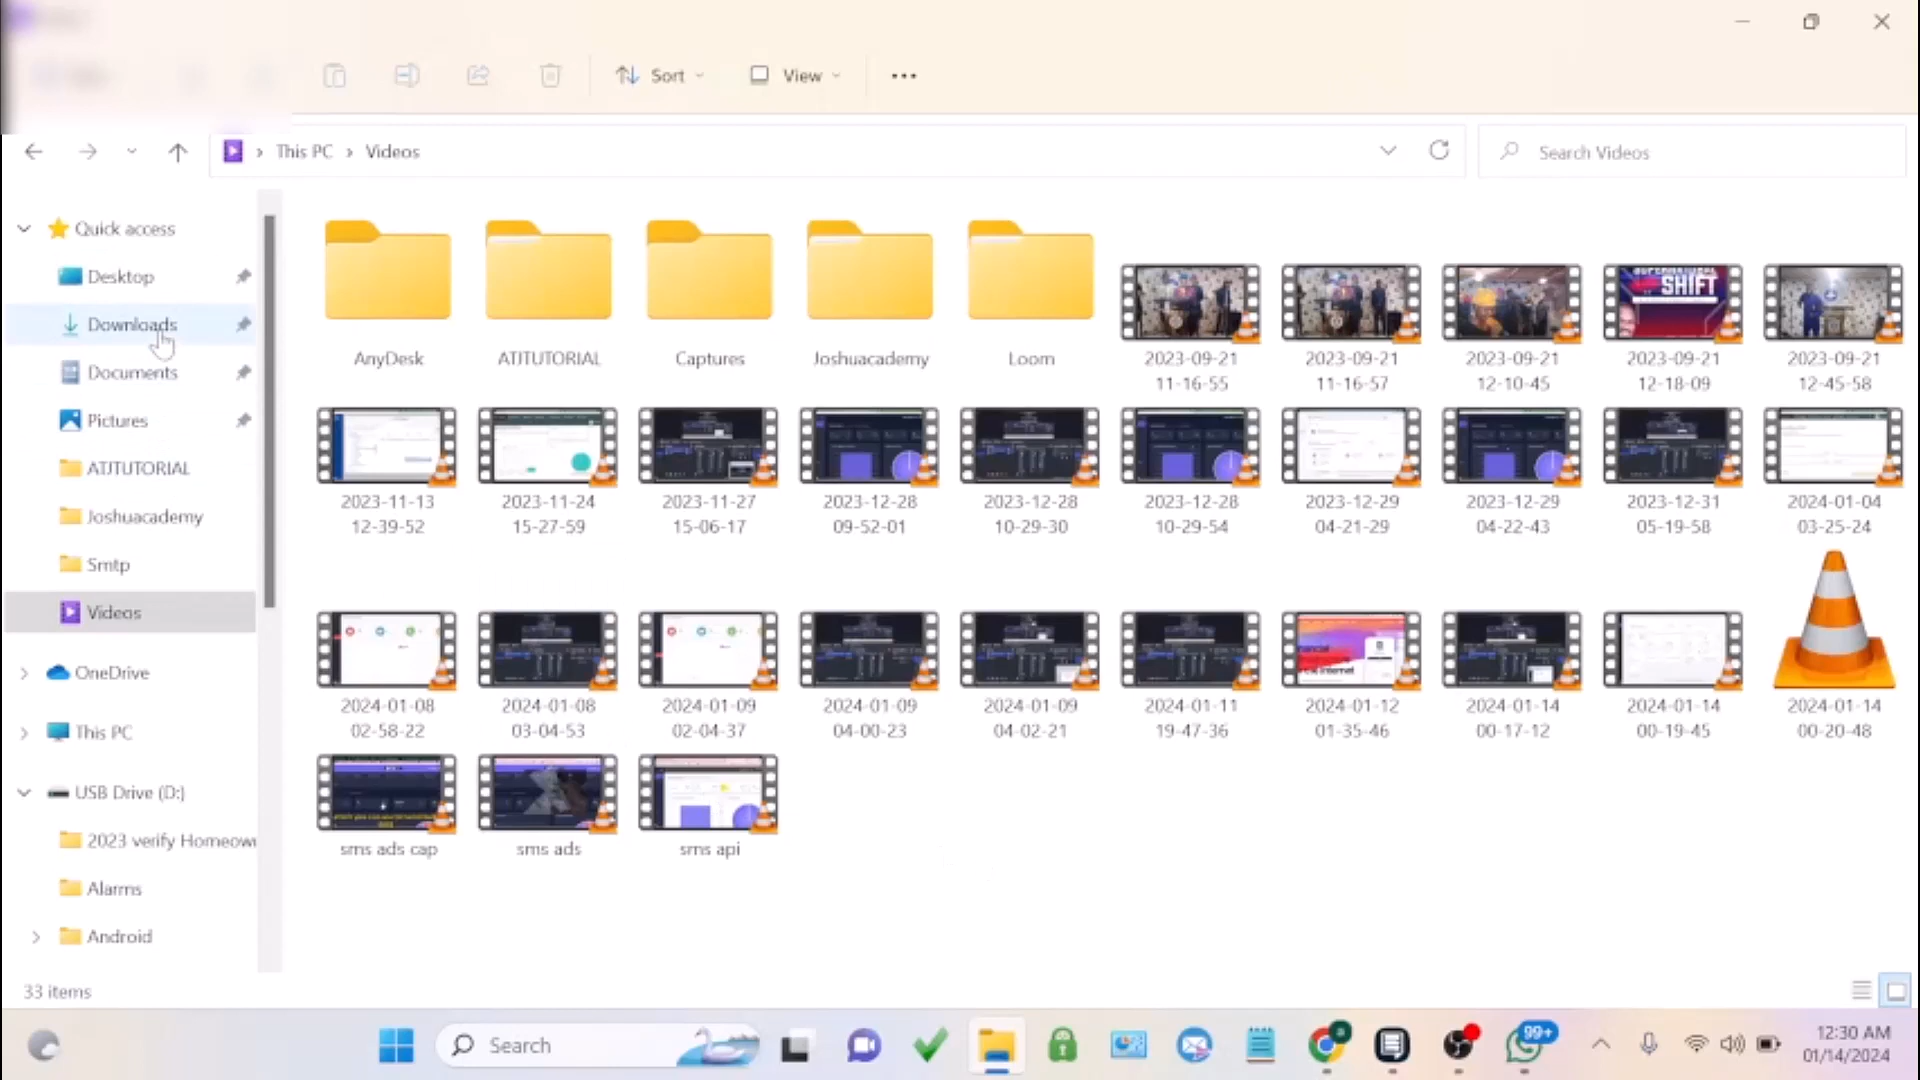 Sort
View
This PC
Videos
Search Videos
Quick access
Desktop
Downloads
Documents
Pictures
ATJTUTORIAL
Joshuacademy
Smtp
Videos
OneDrive
This PC
USB Drive (D:)
2023 verify Homeow
Alarms
Android
AnyDesk
ATJTUTORIAL
Captures
Joshuacademy
Loom
2023-09-21
11-16-55
2023-09-21
11-16-57
2023-09-21
12-10-45
SHIFT
2023-09-21
12-18-09
2023-09-21
12-45-58
2023-11-13
12-39-52
2023-11-24
15-27-59
2023-11-27
15-06-17
2023-12-28
09-52-01
2023-12-28
10-29-30
2023-12-28
10-29-54
2023-12-29
04-21-29
2023-12-29
04-22-43
2023-12-31
05-19-58
2024-01-04
03-25-24
2024-01-08
02-58-22
2024-01-08
03-04-53
2024-01-09
02-04-37
2024-01-09
04-00-23
2024-01-09
04-02-21
2024-01-11
19-47-36
2024-01-12
01-35-46
2024-01-14
00-17-12
2024-01-14
00-19-45
2024-01-14
00-20-48
sms ads cap
sms ads
sms api
33 items
Search
99+
12:30 AM
01/14/2024